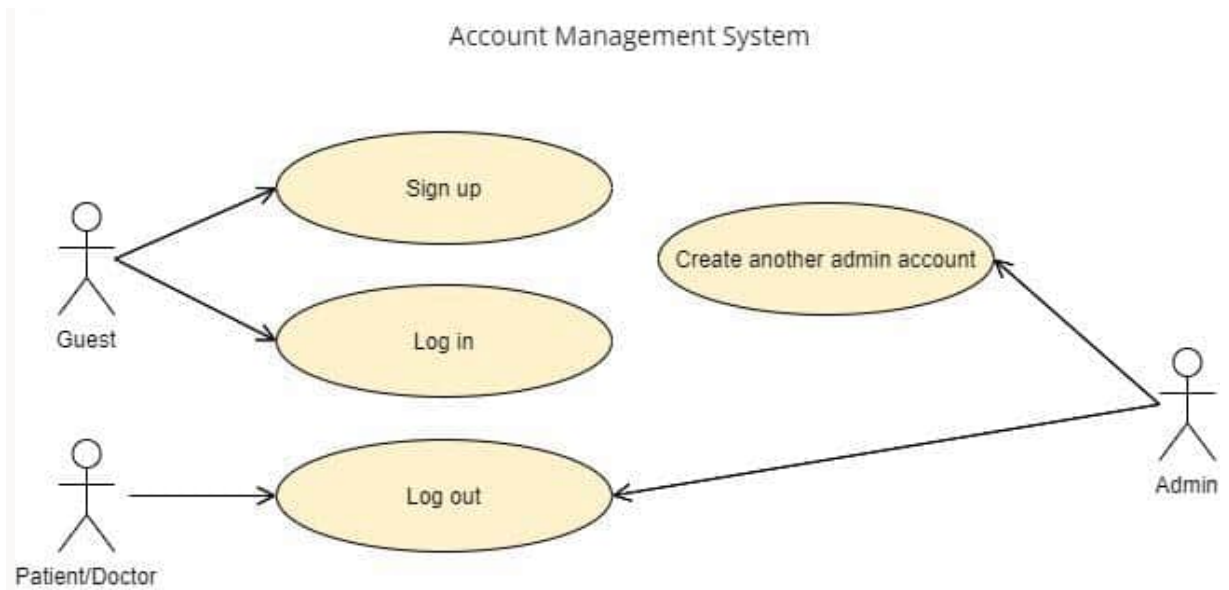 Account Management System
Sign up
Create another admin account
Guest
Log in
Log out
Admin
Patient/Doctor